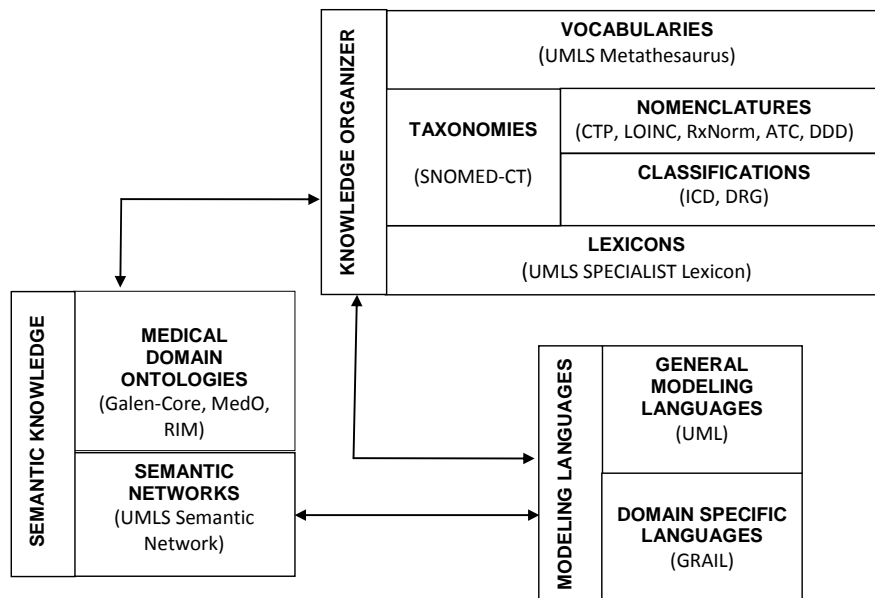 KNOWLEDGE ORGANIZER
VOCABULARIES
(UMLS Metathesaurus)
TAXONOMIES
(SNOMED-CT)
NOMENCLATURES
(CTP, LOINC, RxNorm, ATC, DDD)
CLASSIFICATIONS
(ICD, DRG)
LEXICONS
(UMLS SPECIALIST Lexicon)
SEMANTIC KNOWLEDGE
MEDICAL
DOMAIN
ONTOLOGIES
(Galen-Core, MedO,
RIM)
SEMANTIC
NETWORKS
(UMLS Semantic
Network)
MODELING LANGUAGES
GENERAL
MODELING
LANGUAGES
(UML)
DOMAIN SPECIFIC
LANGUAGES
(GRAIL)